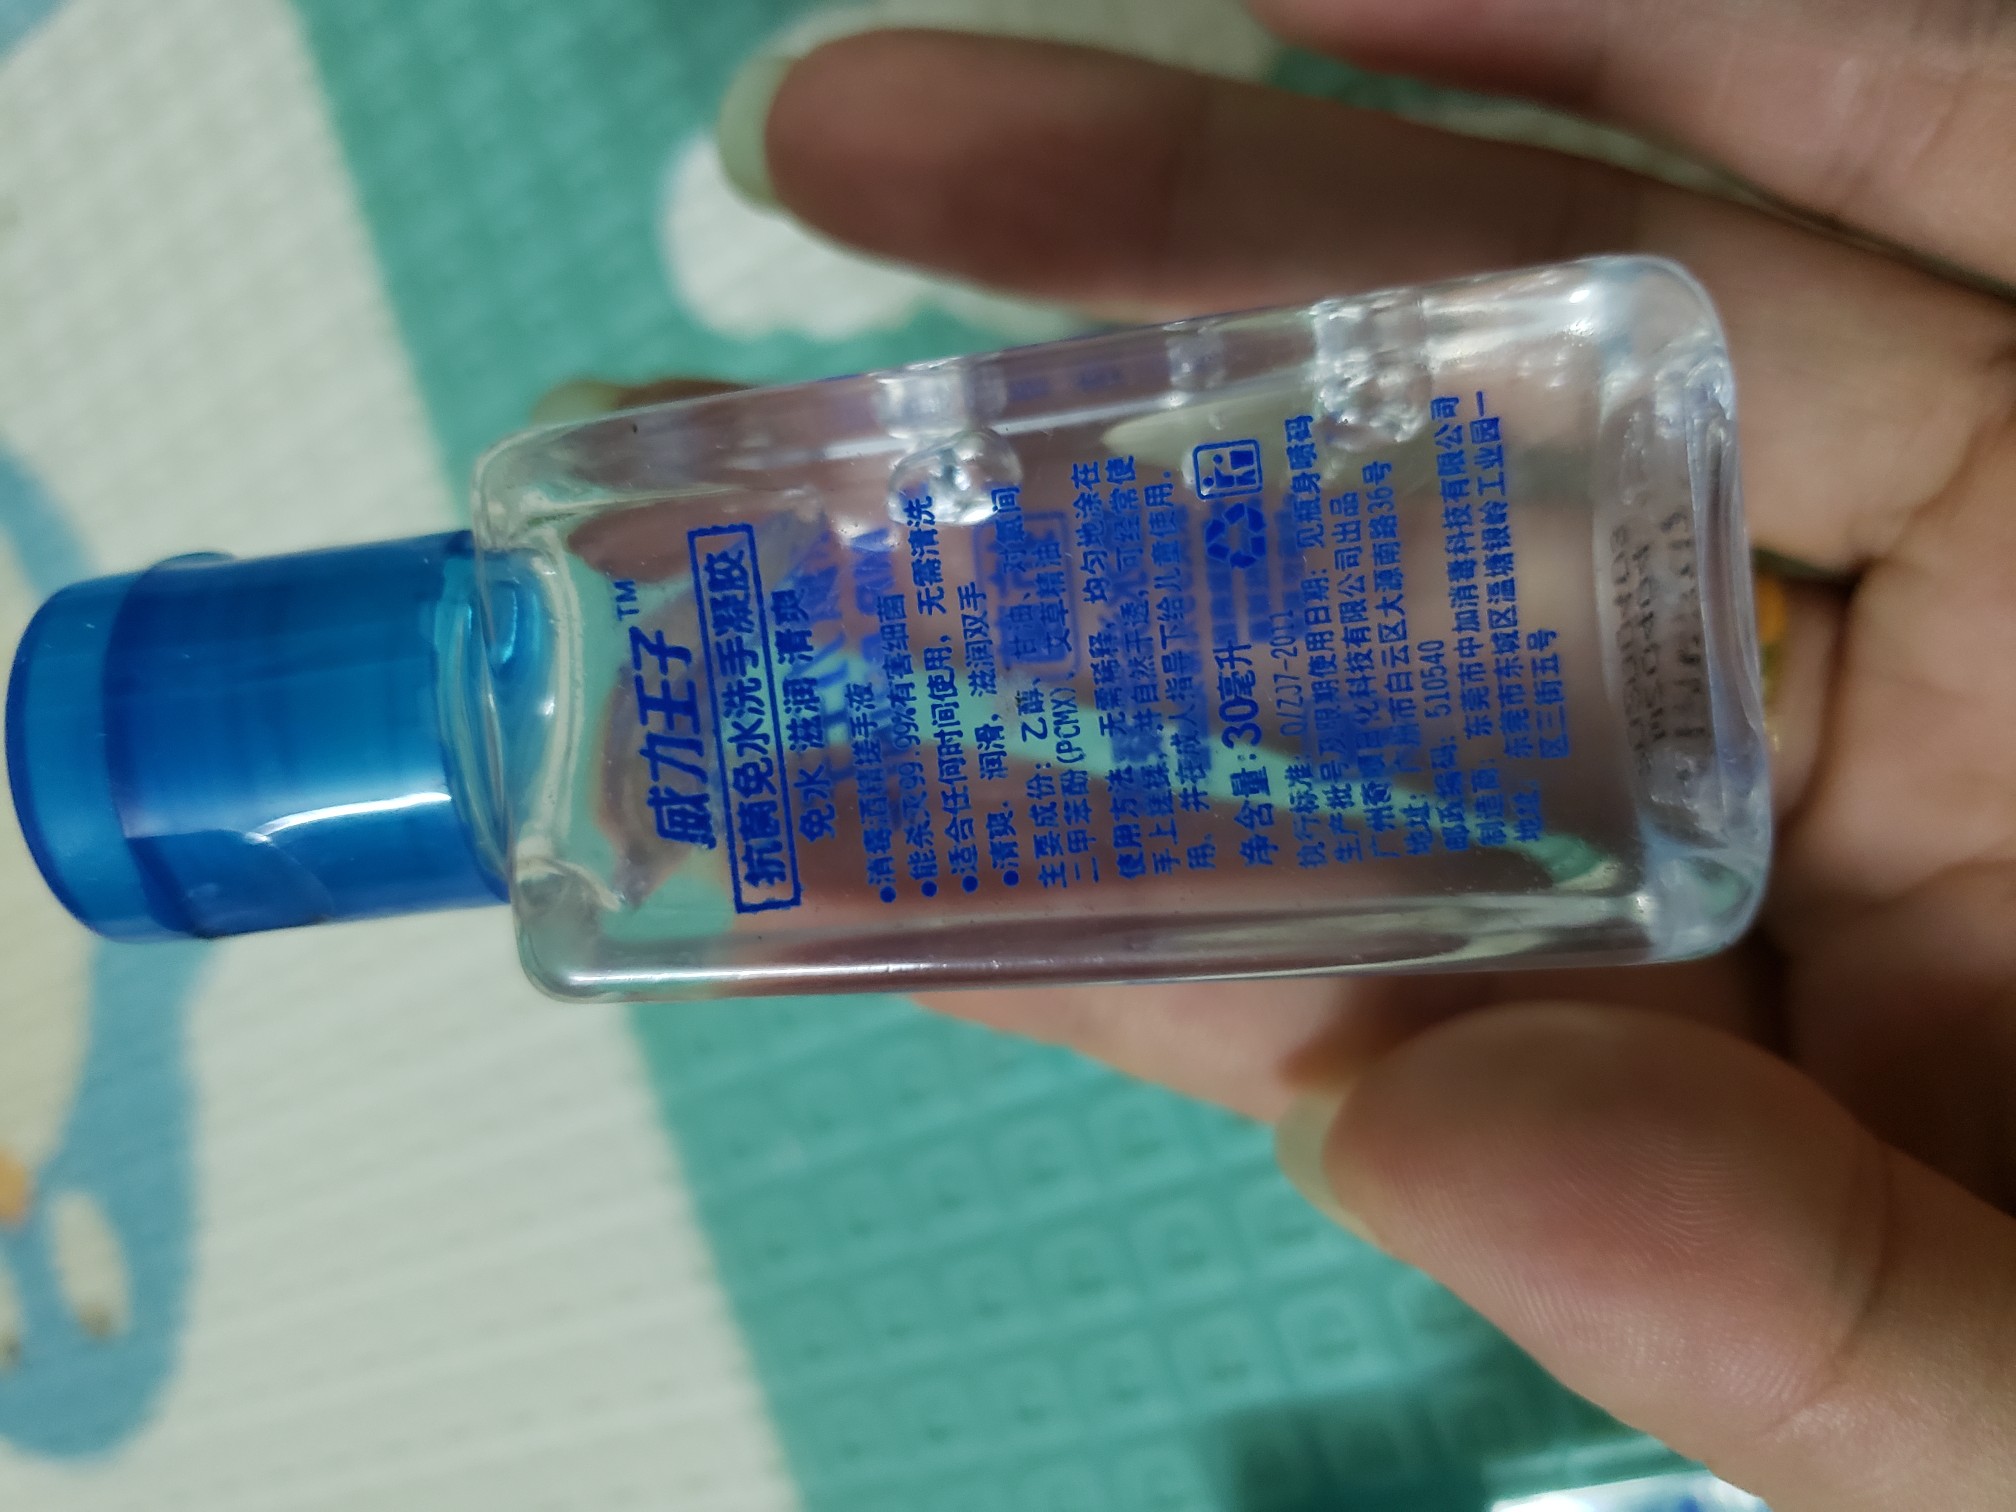 威力王子™
抗菌免水洗手凝胶
免水 滋润 清爽
●消毒酒精搓手液
●能杀灭99.99%有害细菌
●适合任何时间使用，无需清洗
●清爽．润滑，滋润双手
主要成份：乙醇、甘油、对氯间
二甲苯酚(PCMX)、艾草精油
使用方法：无需稀释，均匀地涂在
手上搓揉，并自然干透，可经常使
用．并在成人指导下给儿童使用．
净含量:30毫升
执行标准: Q/ZJ7-2011
生产批号及限期使用日期：见瓶身喷码
科技有限公司出品
地址: 广州市白云区大源南路36号
邮政编码：510540
制造商：东莞市中加消毒科技有限公司
地址：东莞市东城区温塘银岭工业园一
区三街五号